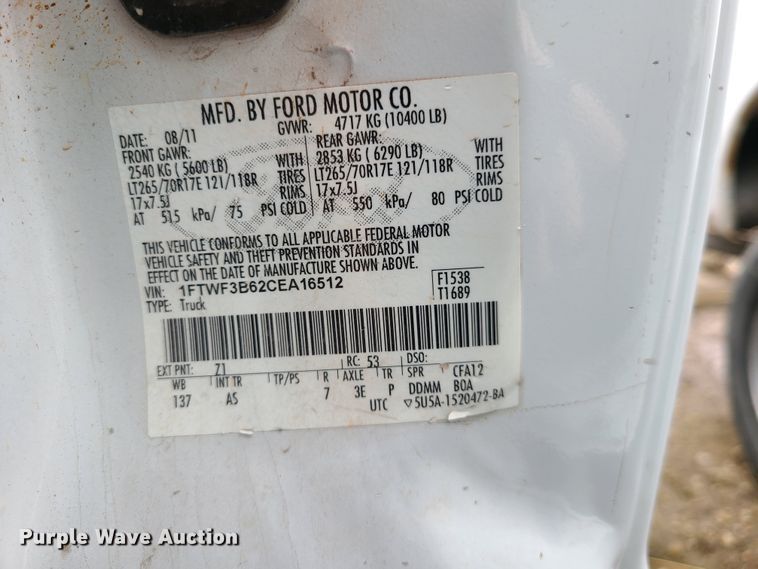 MFD. BY FORD MOTOR CO.
DATE: 08/11 GVWR: 4717 KG (10400 LB)
FRONT GAWR: REAR GAWR:
2540 KG (5600 LB) WITH 2853 KG (6290 LB) WITH
LT265/70R17E 121/118R TIRES LT265/70R17E 121/118R TIRES
17x7.5J RIMS 17x7.5J RIMS
AT 515 kPa/ 75 PSI COLD AT 550 kPa/ 80 PSI COLD
THIS VEHICLE CONFORMS TO ALL APPLICABLE FEDERAL MOTOR
VEHICLE SAFETY AND THEFT PREVENTION STANDARDS IN
EFFECT ON THE DATE OF MANUFACTURE SHOWN ABOVE.
VIN: 1FTWF3B62CEA16512 F1538
TYPE: Truck T1689
EXT PNT: Z1 RC: 53 DSO:
WB INT TR TP/PS R AXLE TR SPR CFA12
137 AS 7 3E P DDMM BOA
UTC ▽5U5A-1520472-BA
Purple Wave Auction